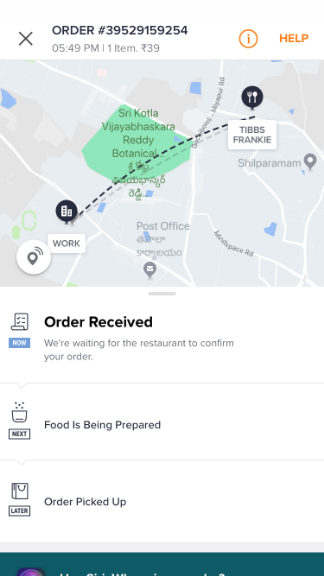 ORDER #39529159254
05:49 PM | 1 Item, ₹39
HELP
Sri Kotla
Vijayabhaskara
Reddy
Botanical...
Miyapur Rd
TIBBS
FRANKIE
Shilparamam
WORK
Post Office
Mindspace Rd
Order Received
NOW
We're waiting for the restaurant to confirm
your order.
Food Is Being Prepared
NEXT
Order Picked Up
LATER